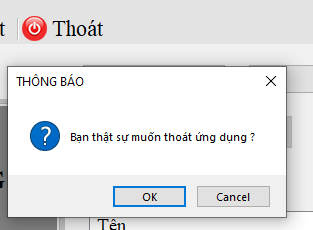 t
Thoát
THÔNG BÁO
Bạn thật sự muốn thoát ứng dụng ?
OK
Cancel
G
Tên